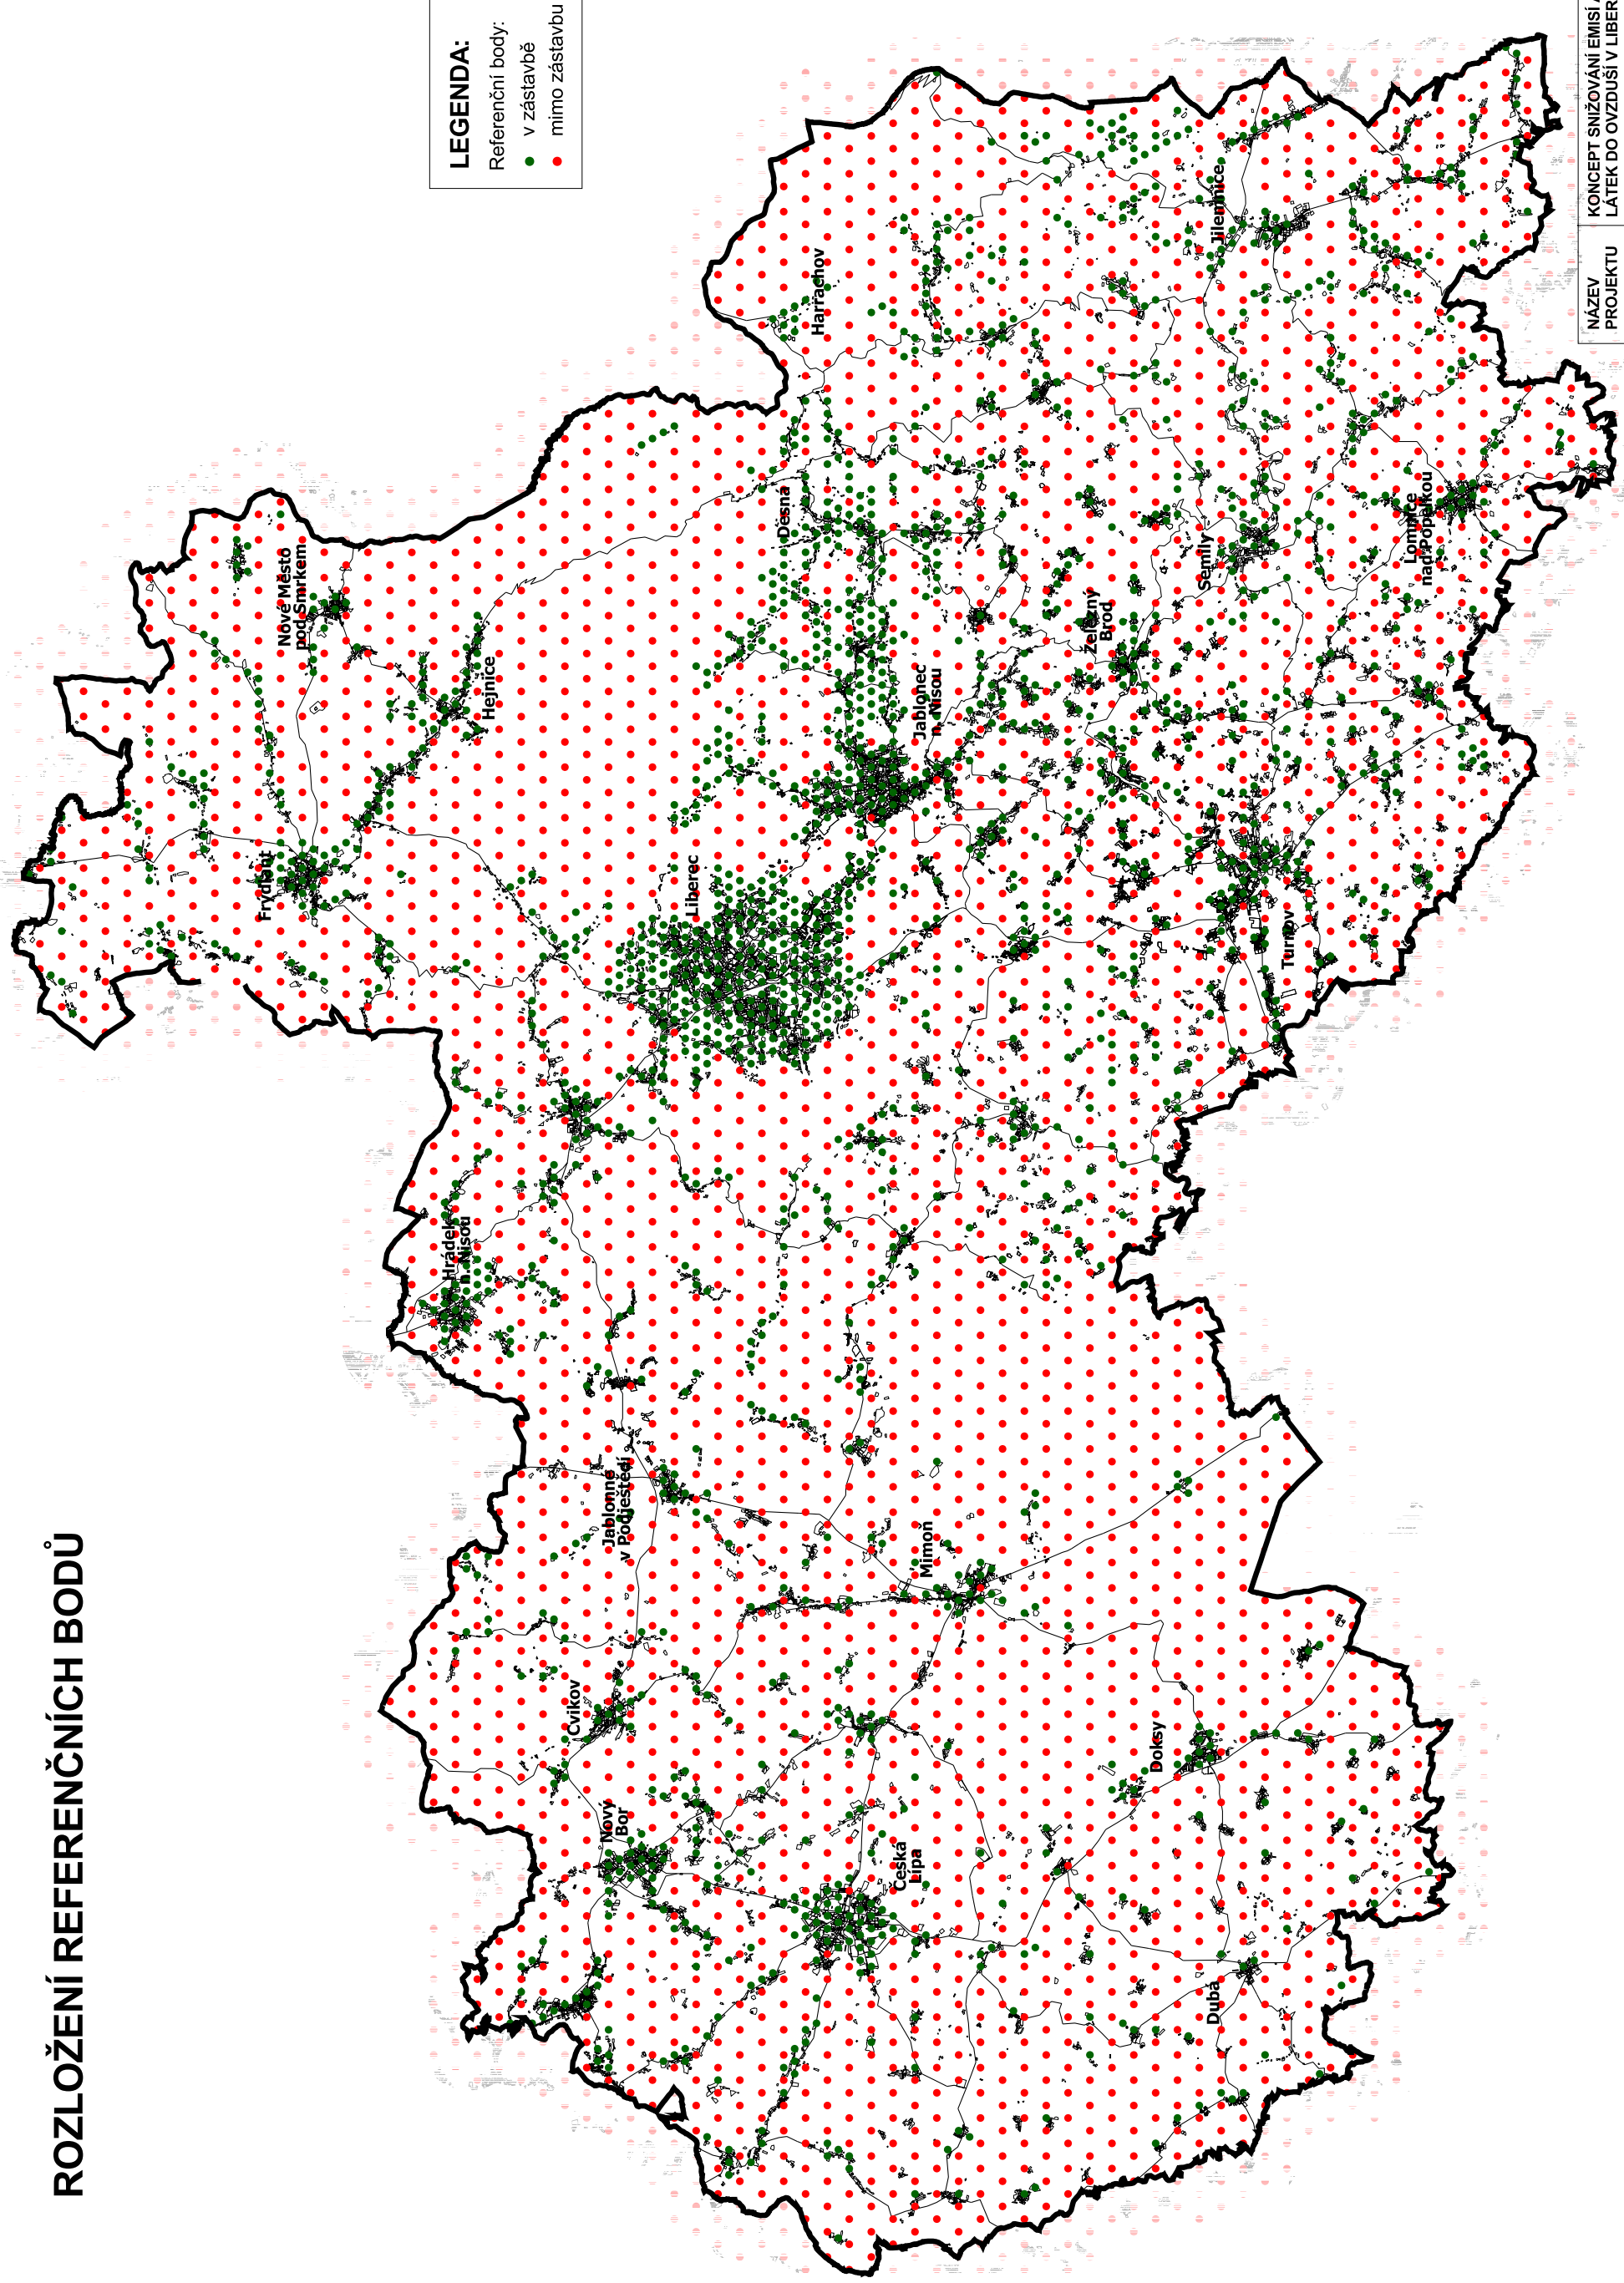 ROZLOŽENÍ REFERENČNÍCH BODŮ
LEGENDA:
Referenční body:
v zástavbě
mimo zástavbu
Nové Město
pod Smrkem
Hejnice
Frýdlant
Harrachov
Desná
Jilemnice
Liberec
Jablonec
n. Nisou
Železný
Brod
Semily
Lomnice
nad Popelkou
Turnov
Hrádek
n. Nisou
Jablonné
v Podještědí
Mimoň
Cvikov
Nový
Bor
Česká
Lípa
Doksy
Dubá
NÁZEV
PROJEKTU
KONCEPT SNIŽOVÁNÍ EMISÍ A
LÁTEK DO OVZDUŠÍ V LIBER